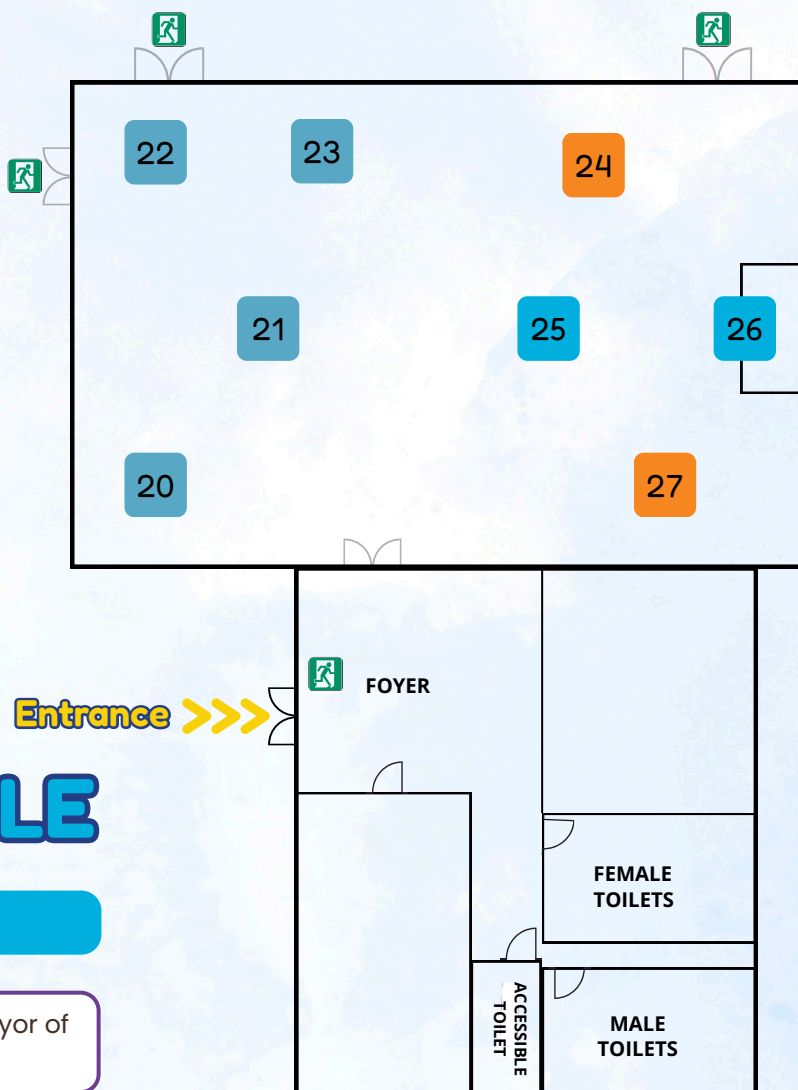 22
23
24
21
25
26
20
27
FOYER
Entrance
LE
FEMALE
TOILETS
yor of
ACCESSIBLE
TOILET
MALE
TOILETS